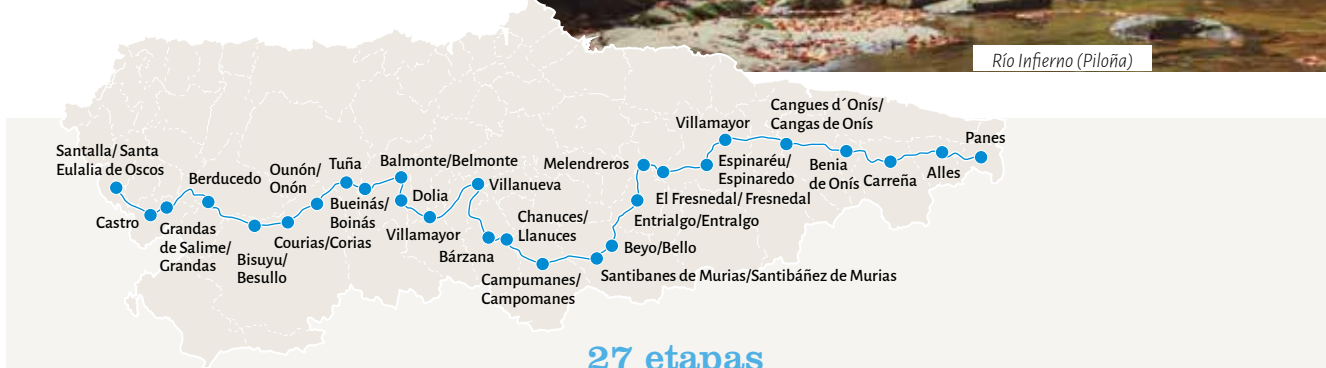 Río Infierno (Piloña)
Santalla/ Santa
Eulalia de Oscos
Castro
Grandas
de Salime/
Grandas
Berducedo
Bisuyu/
Besullo
Courias/Corias
Ounón/
Onón
Tuña
Bueinás/
Boinás
Balmonte/Belmonte
Dolia
Villamayor
Villanueva
Bárzana
Chanuces/
Llanuces
Campumanes/
Campomanes
Santibanes de Murias/Santibáñez de Murias
Beyo/Bello
Entrialgo/Entralgo
Melendreros
El Fresnedal/ Fresnedal
Espinaréu/
Espinaredo
Villamayor
Cangues d´Onís/
Cangas de Onís
Benia
de Onís
Carreña
Alles
Panes
27 etapas